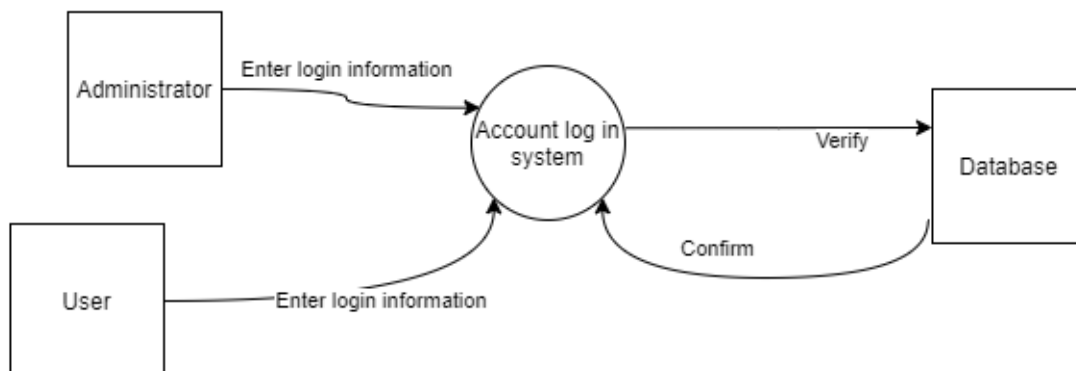 Administrator
Enter login information
Account log in
system
Verify
Database
Confirm
User
Enter login information